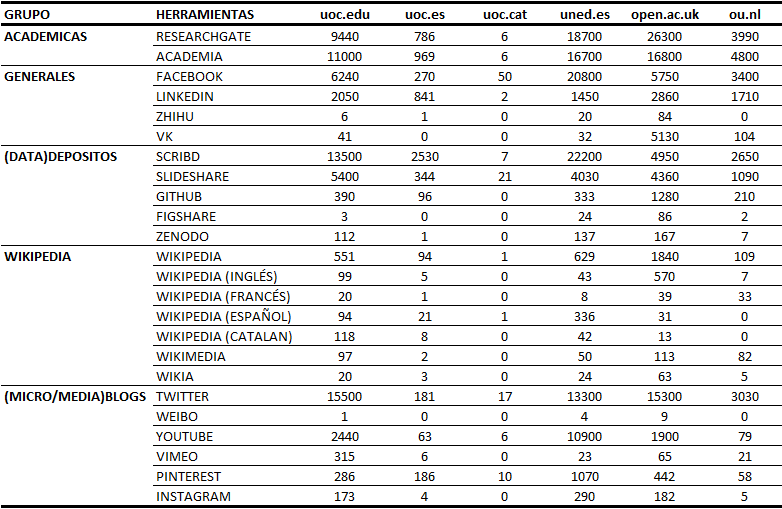 GRUPO HERRAMIENTAS uoc.edu uoc.es uoc.cat uned.es open.ac.uk ou.nl
ACADEMICAS RESEARCHGATE 9440 786 6 18700 26300 3990
ACADEMIA 11000 969 6 16700 16800 4800
GENERALES FACEBOOK 6240 270 50 20800 5750 3400
LINKEDIN 2050 841 2 1450 2860 1710
ZHIHU 6 1 0 20 84 0
VK 41 0 0 32 5130 104
(DATA)DEPOSITOS SCRIBD 13500 2530 7 22200 4950 2650
SLIDESHARE 5400 344 21 4030 4360 1090
GITHUB 390 96 0 333 1280 210
FIGSHARE 3 0 0 24 86 2
ZENODO 112 1 0 137 167 7
WIKIPEDIA WIKIPEDIA 551 94 1 629 1840 109
WIKIPEDIA (INGLÉS) 99 5 0 43 570 7
WIKIPEDIA (FRANCÉS) 20 1 0 8 39 33
WIKIPEDIA (ESPAÑOL) 94 21 1 336 31 0
WIKIPEDIA (CATALAN) 118 8 0 42 13 0
WIKIMEDIA 97 2 0 50 113 82
WIKIA 20 3 0 24 63 5
(MICRO/MEDIA)BLOGS TWITTER 15500 181 17 13300 15300 3030
WEIBO 1 0 0 4 9 0
YOUTUBE 2440 63 6 10900 1900 79
VIMEO 315 6 0 23 65 21
PINTEREST 286 186 10 1070 442 58
INSTAGRAM 173 4 0 290 182 5